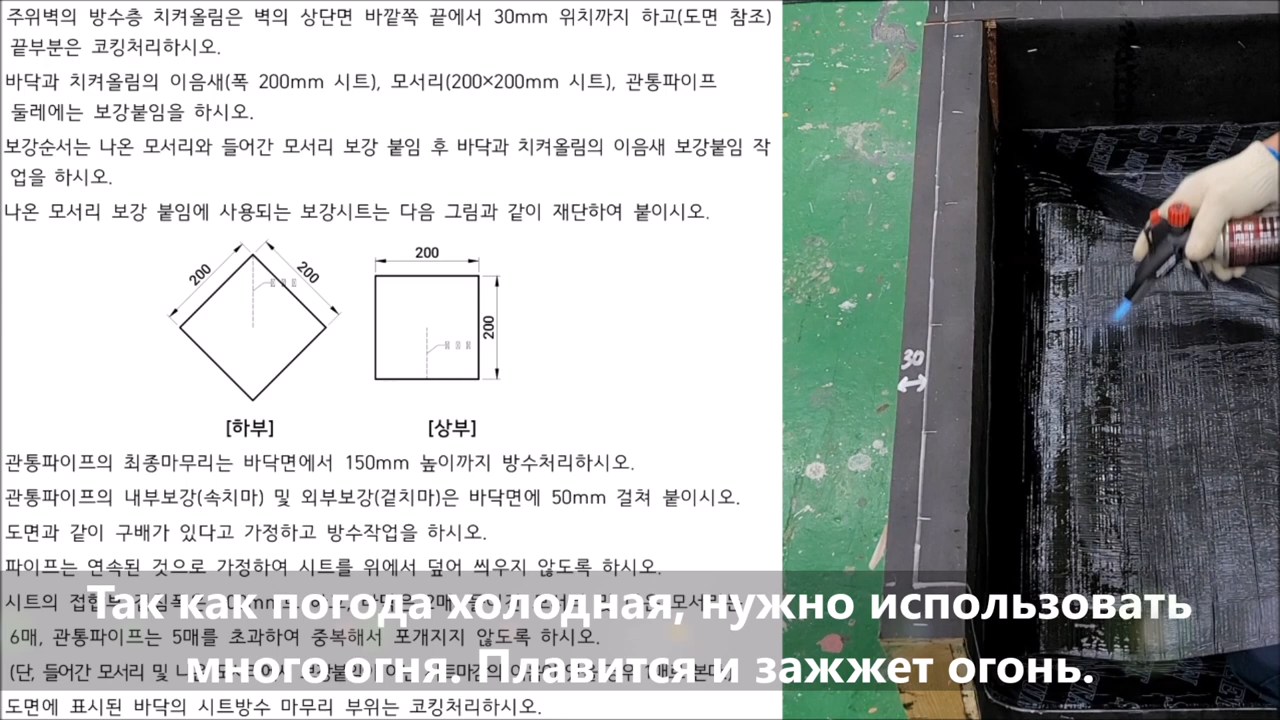 주위벽의 방수층 치켜올림은 벽의 상단면 바깥쪽 끝에서 30mm 위치까지 하고(도면 참조)
끝부분은 코킹처리하시오.
바닥과 치켜올림의 이음새(폭 200mm 시트), 모서리(200×200mm 시트), 관통파이프
둘레에는 보강붙임을 하시오.
보강순서는 나온 모서리와 들어간 모서리 보강 붙임 후 바닥과 치켜올림의 이음새 보강붙임 작
업을 하시오.
나온 모서리 보강 붙임에 사용되는 보강시트는 다음 그림과 같이 재단하여 붙이시오.
200
200
200
200
[하부]
[상부]
30
관통파이프의 최종마무리는 바닥면에서 150mm 높이까지 방수처리하시오.
관통파이프의 내부보강(속치마) 및 외부보강(겉치마)은 바닥면에 50mm 걸쳐 붙이시오.
도면과 같이 구배가 있다고 가정하고 방수작업을 하시오.
파이프는 연속된 것으로 가정하여 시트를 위에서 덮어 씌우지 않도록 하시오.
시트의
Так как погода холодная, нужно использовать
6매, 관통파이프는 5매를 초과하여 중복해서 포개지지 않도록 하시오.
(단, 들어간 모서리 및
много огня. Плавится и зажжет огонь.
도면에 표시된 바닥의 시트방수 마무리 부위는 코킹처리하시오.